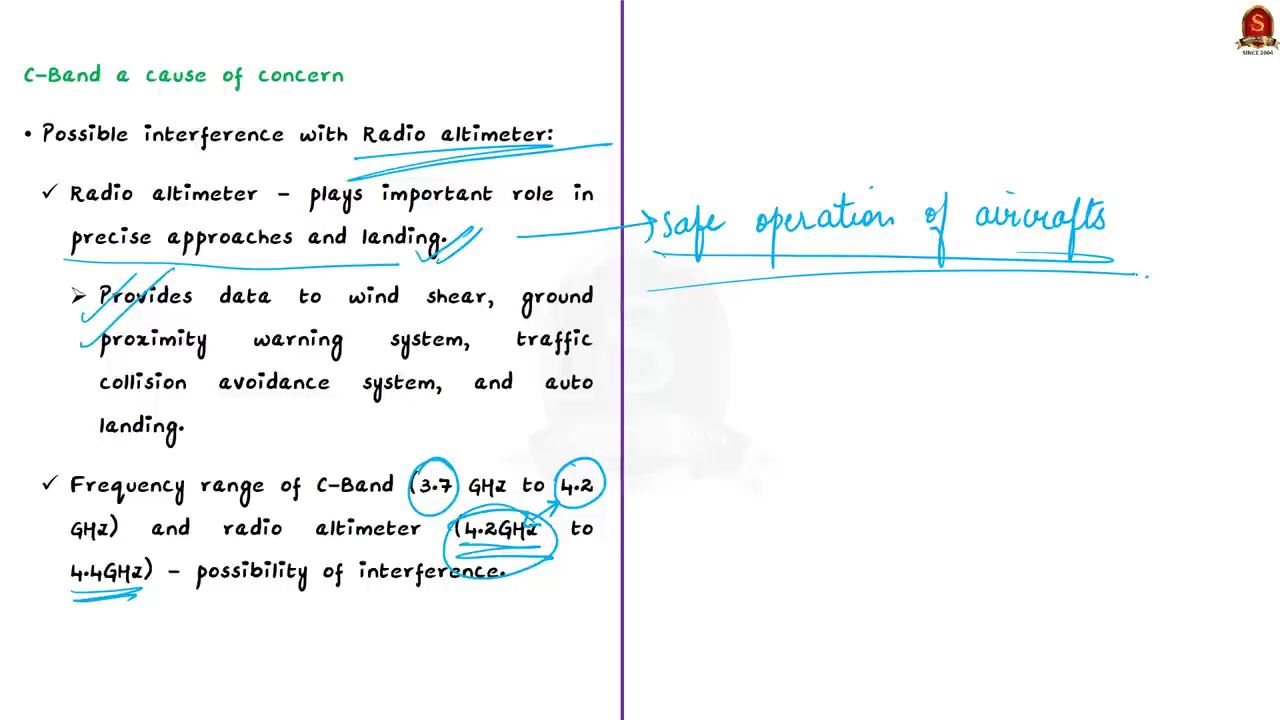 C-Band a cause of concern
• Possible interference with Radio altimeter:
✓ Radio altimeter - plays important role in
precise approaches and landing.
➢ Provides data to wind shear, ground
proximity warning system, traffic
collision avoidance system, and auto
landing.
✓ Frequency range of C-Band (3.7 GHz to 4.2
GHz) and radio altimeter (4.2GHz to
4.4GHz) - possibility of interference.
Safe operation of aircrafts
S
SINCE 2004